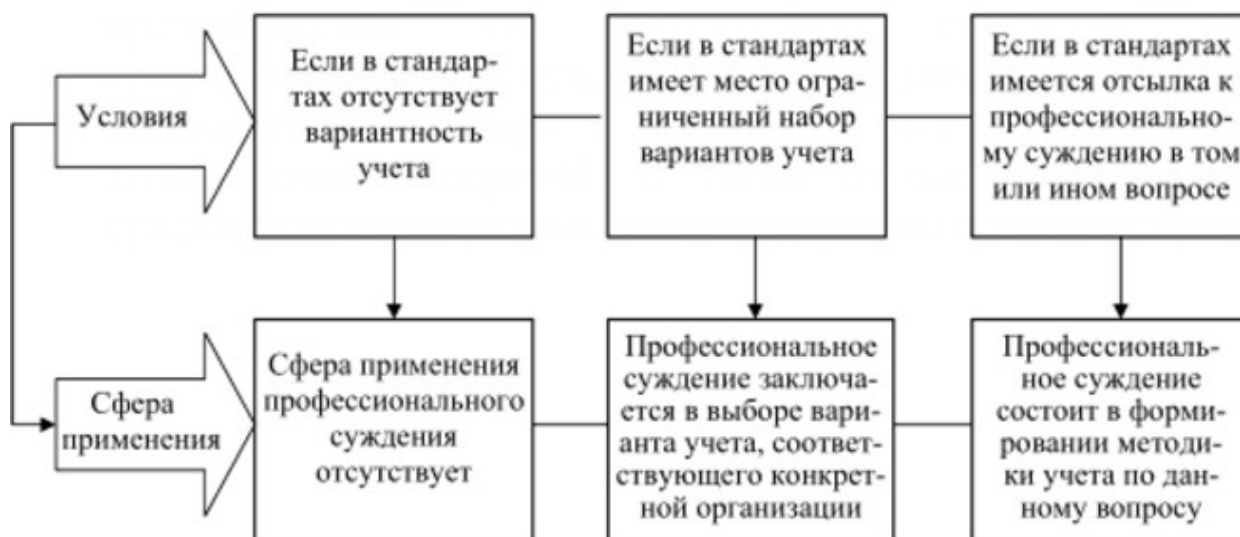 Условия
Если в стандар-
тах отсутствует
вариантность
учета
Если в стандартах
имеет место огра-
ниченный набор
вариантов учета
Если в стандартах
имеется отсылка к
профессионально-
му суждению в том
или ином вопросе
Сфера
применения
Сфера применения
профессионального
суждения
отсутствует
Профессиональное
суждение заключа-
ется в выборе вари-
анта учета, соответ-
ствующего конкрет-
ной организации
Профессиональ-
ное суждение
состоит в форми-
ровании методи-
ки учета по дан-
ному вопросу